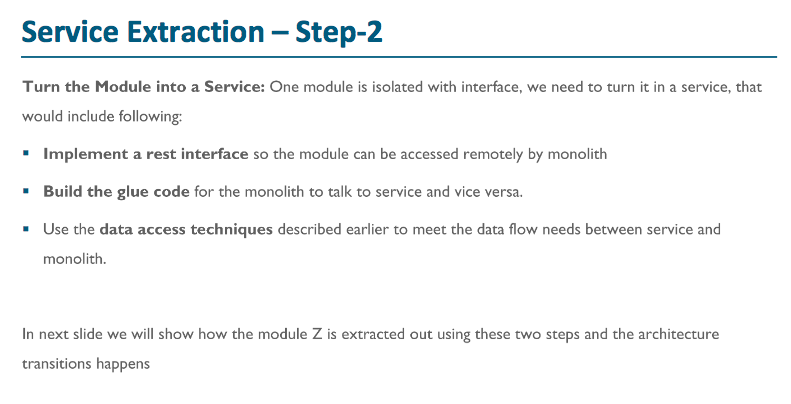 Service Extraction – Step-2
Turn the Module into a Service: One module is isolated with interface, we need to turn it in a service, that
would include following:
▪ Implement a rest interface so the module can be accessed remotely by monolith
▪ Build the glue code for the monolith to talk to service and vice versa.
▪ Use the data access techniques described earlier to meet the data flow needs between service and
monolith.
In next slide we will show how the module Z is extracted out using these two steps and the architecture
transitions happens